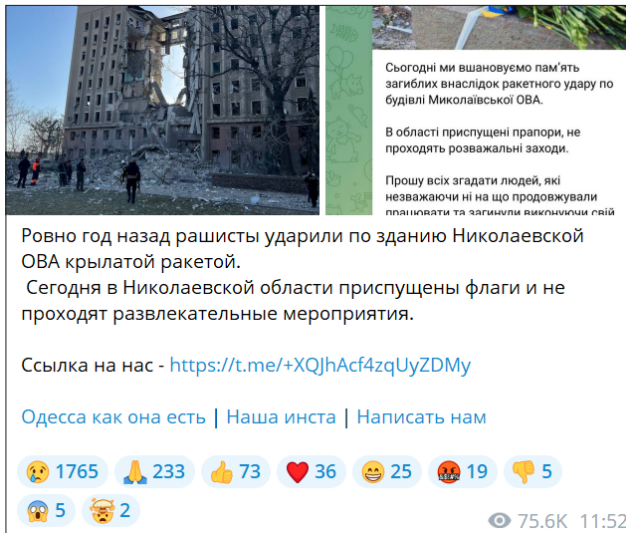 Сьогодні ми вшановуємо пам'ять
загиблих внаслідок ракетного удару по
будівлі Миколаївської ОВА.
В області приспущені прапори, не
проходять розважальні заходи.
Прошу всіх згадати людей, які
незважаючи ні на що продовжували
працювати та загинули виконуючи свій
Ровно год назад рашисты ударили по зданию Николаевской
ОВА крылатой ракетой.
Сегодня в Николаевской области приспущены флаги и не
проходят развлекательные мероприятия.
Ссылка на нас - https://t.me/+XQJhAcf4zqUyZDMy
Одесса как она есть | Наша инста | Написать нам
1765 233 73 36 25 19 5
5 2
75.6K 11:52